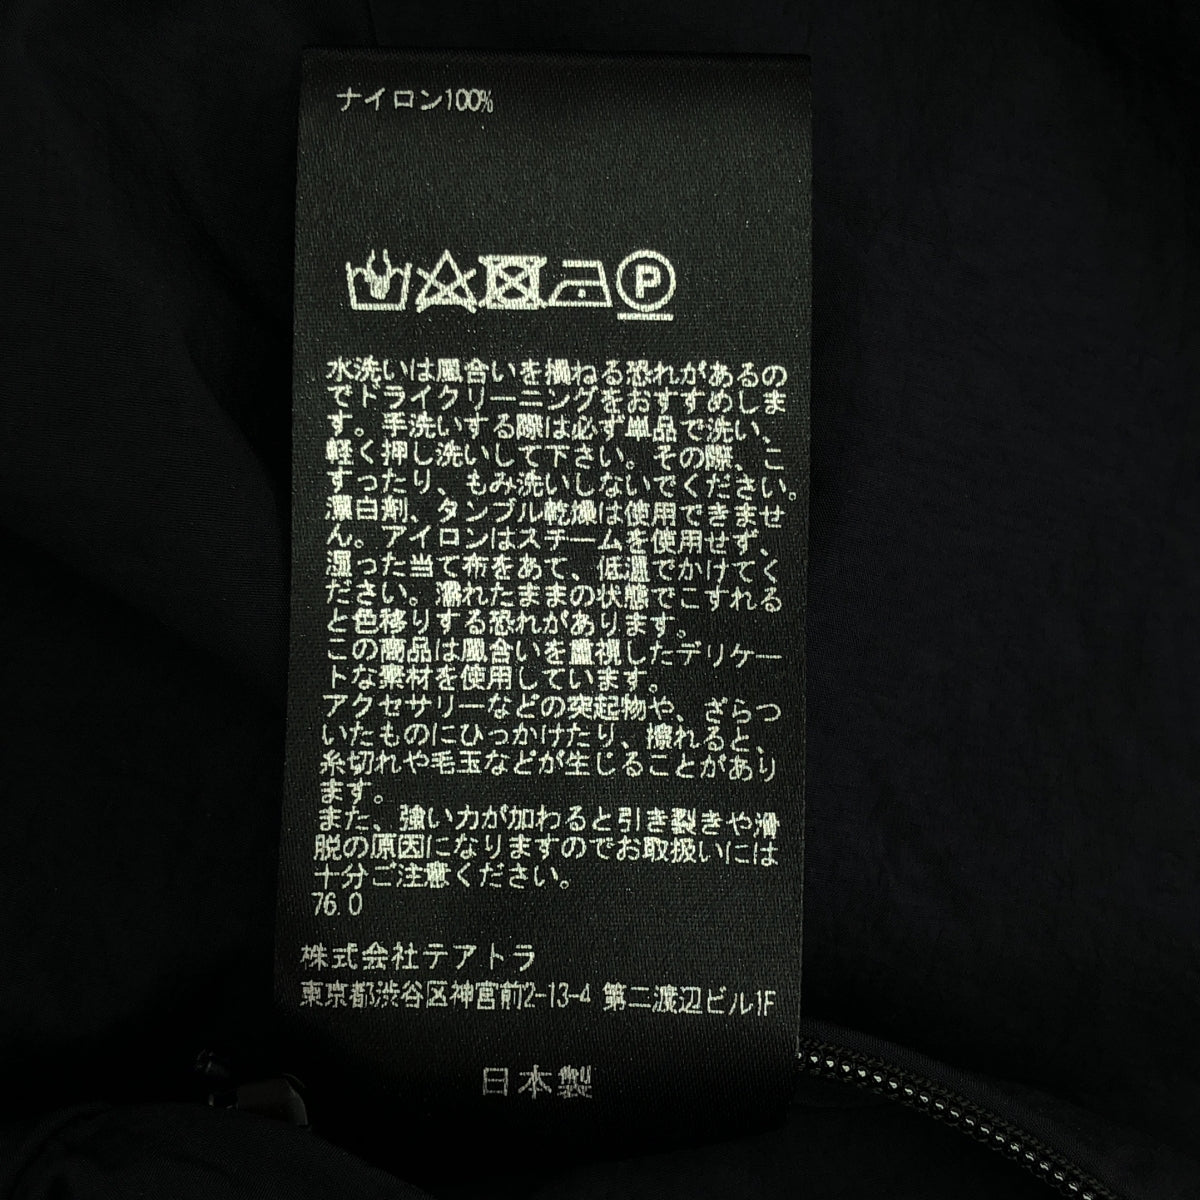 ナイロン100%
P
水洗いは風合いを損ねる恐れがあるの
でドライクリーニングをおすすめしま
す。手洗いする際は必ず単品で洗い、
軽く押し洗いして下さい。その際、こ
すったり、もみ洗いしないでください。
漂白剤、タンブル乾燥は使用できませ
ん。アイロンはスチームを使用せず、
湿った当て布をあて、低温でかけてく
ださい。濡れたままの状態でこすれる
と色移りする恐れがあります。
この商品は風合いを重視したデリケー
トな素材を使用しています。
アクセサリーなどの突起物や、ざらつ
いたものにひっかけたり、擦れると、
糸切れや毛玉などが生じることがあり
ます。
また、強い力が加わると引き裂きや滑
脱の原因になりますのでお取扱いには
十分ご注意ください。
76.0
株式会社テアトラ
東京都渋谷区神宮前2-13-4 第二渡辺ビル1F
日本製